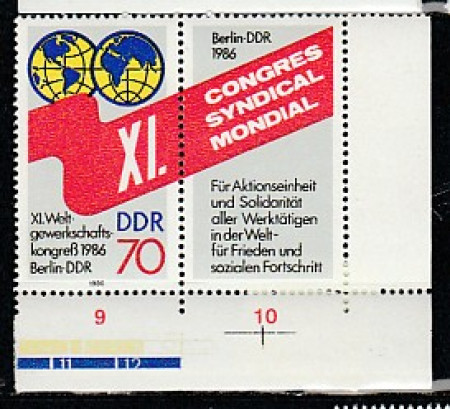 Berlin-DDR
1986
CONGRES
SYNDICAL
MONDIAL
XI.
XI.Welt-
gewerkschafts-
kongreß 1986
Berlin-DDR
DDR
70
1986
Für Aktionseinheit
und Solidarität
aller Werktätigen
in der Welt-
für Frieden und
sozialen Fortschritt
9
10
11
12